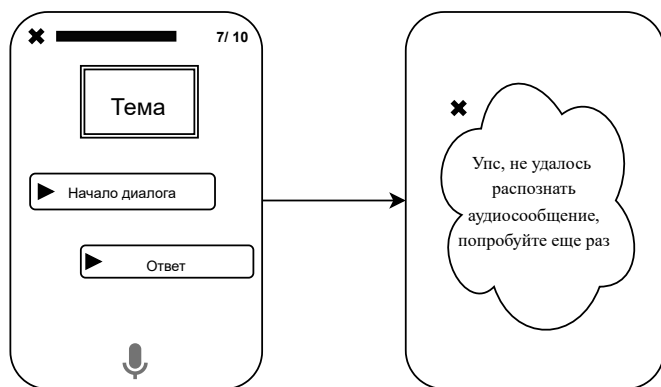 7/ 10
Тема
Начало диалога
Ответ
Упс, не удалось
распознать
аудиосообщение,
попробуйте еще раз